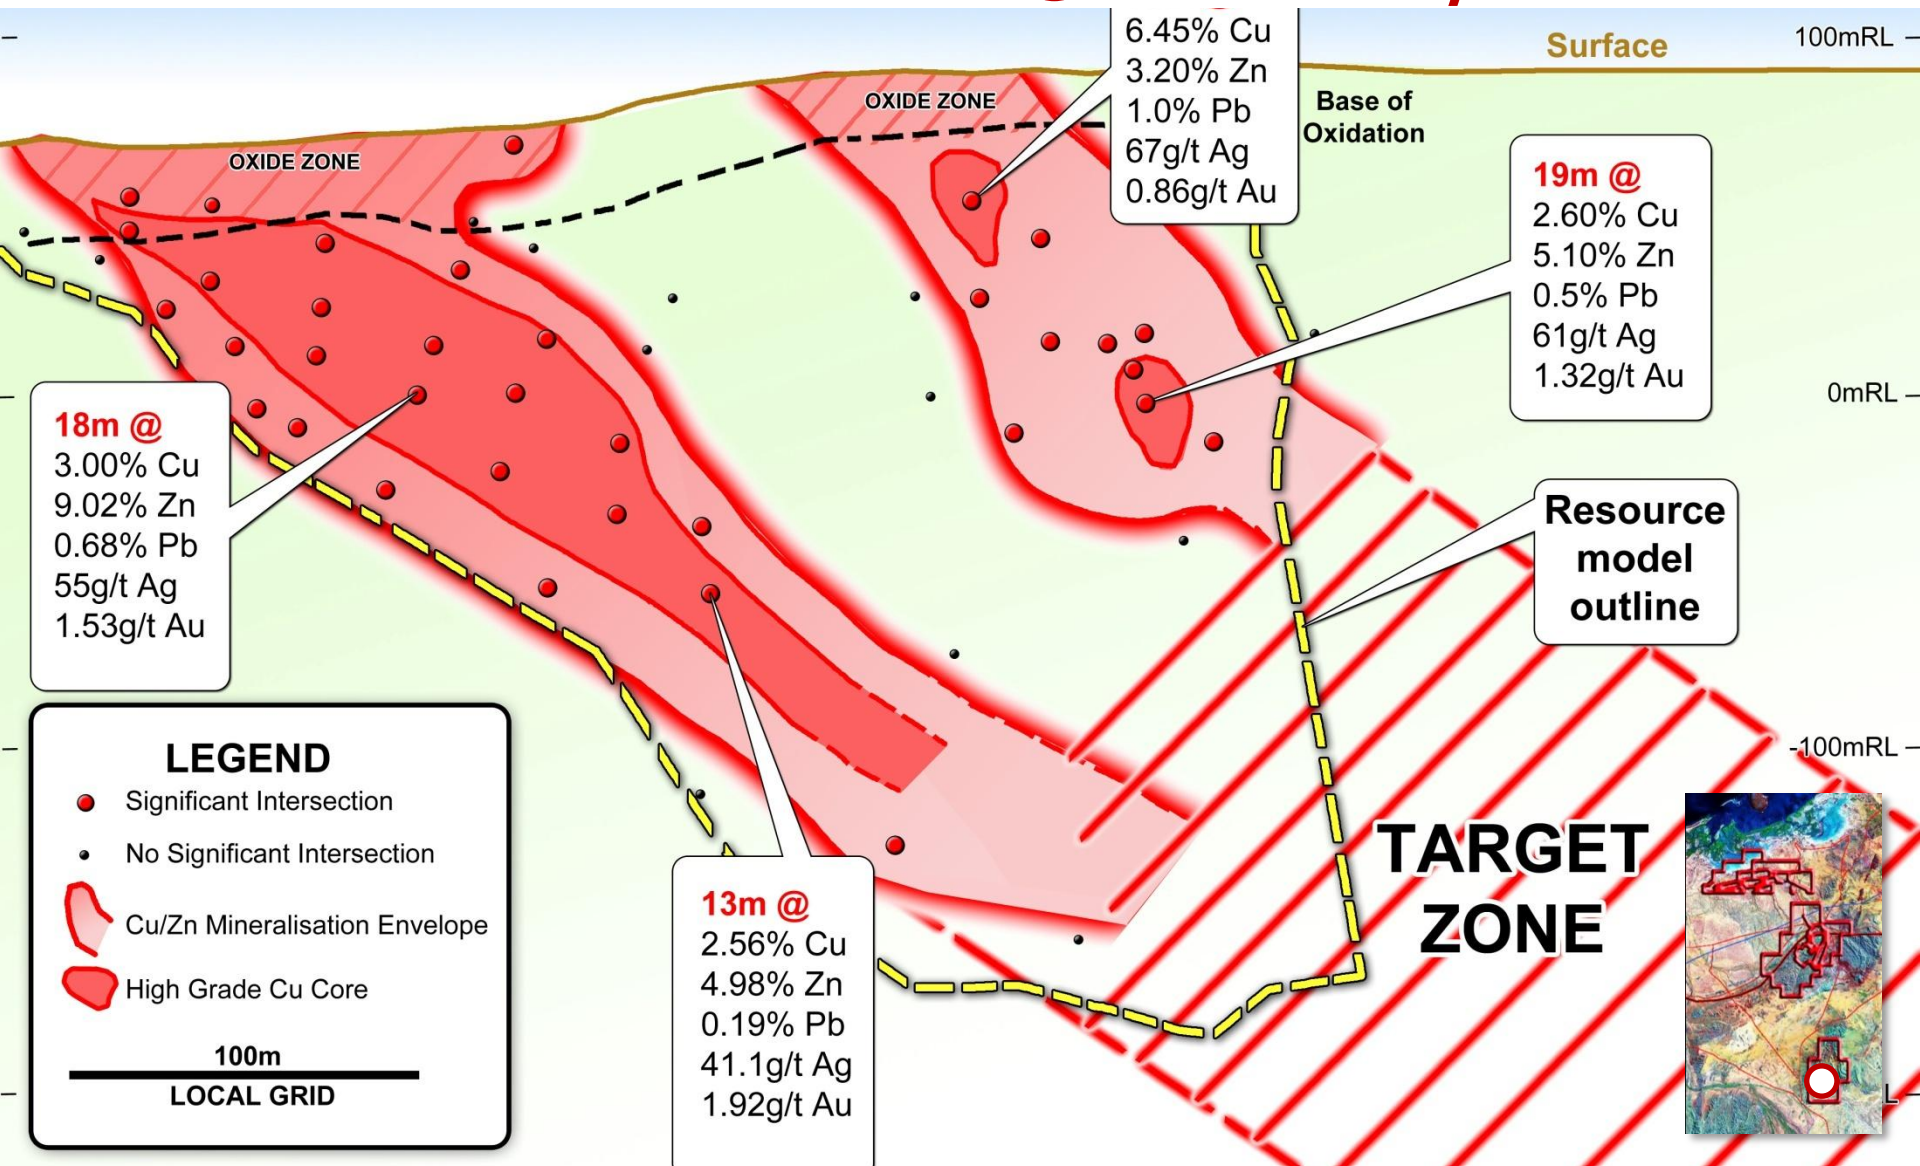 Surface
100mRL
6.45% Cu
3.20% Zn
1.0% Pb
67g/t Ag
0.86g/t Au
OXIDE ZONE
Base of
Oxidation
OXIDE ZONE
19m @
2.60% Cu
5.10% Zn
0.5% Pb
61g/t Ag
1.32g/t Au
0mRL
18m @
3.00% Cu
9.02% Zn
0.68% Pb
55g/t Ag
1.53g/t Au
Resource
model
outline
-100mRL
LEGEND
Significant Intersection
No Significant Intersection
Cu/Zn Mineralisation Envelope
High Grade Cu Core
100m
LOCAL GRID
13m @
2.56% Cu
4.98% Zn
0.19% Pb
41.1g/t Ag
1.92g/t Au
TARGET
ZONE
L